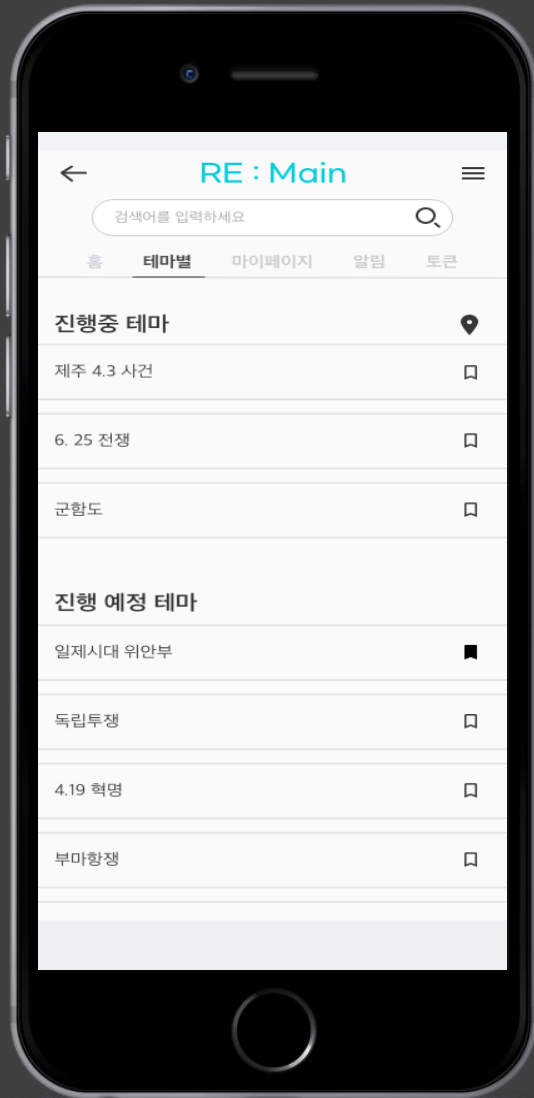 RE : Main
검색어를 입력하세요
홈 테마별 마이페이지 알림 토큰
진행중 테마
제주 4.3 사건
6. 25 전쟁
군함도
진행 예정 테마
일제시대 위안부
독립투쟁
4.19 혁명
부마항쟁